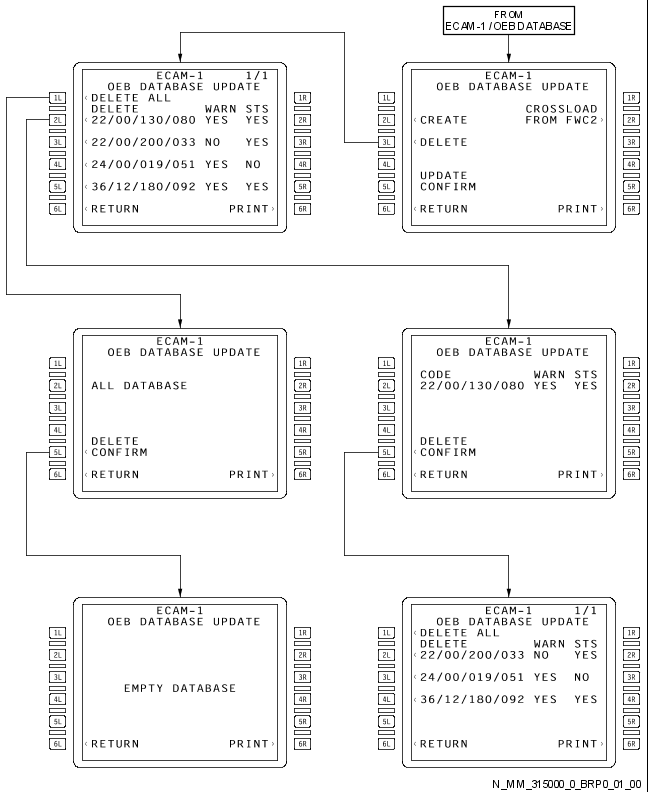 FROM
ECAM-1/OEB DATABASE
ECAM-1 1/1
OEB DATABASE UPDATE
1L ‹DELETE ALL 1R
DELETE WARN STS
2L ‹22/00/130/080 YES YES 2R
3L ‹22/00/200/033 NO YES 3R
4L ‹24/00/019/051 YES NO 4R
5L ‹36/12/180/092 YES YES 5R
6L ‹RETURN PRINT› 6R
ECAM-1
OEB DATABASE UPDATE
1L 1R
CROSSLOAD
2L ‹CREATE FROM FWC2› 2R
3L ‹DELETE 3R
4L 4R
UPDATE
5L CONFIRM 5R
6L ‹RETURN PRINT› 6R
ECAM-1
OEB DATABASE UPDATE
1L 1R
2L ALL DATABASE 2R
3L 3R
4L 4R
DELETE
5L ‹CONFIRM 5R
6L ‹RETURN PRINT› 6R
ECAM-1
OEB DATABASE UPDATE
1L 1R
CODE WARN STS
2L 22/00/130/080 YES YES 2R
3L 3R
4L 4R
DELETE
5L ‹CONFIRM 5R
6L ‹RETURN PRINT› 6R
ECAM-1
OEB DATABASE UPDATE
1L 1R
2L 2R
3L 3R
EMPTY DATABASE
4L 4R
5L 5R
6L ‹RETURN PRINT› 6R
ECAM-1 1/1
OEB DATABASE UPDATE
1L ‹DELETE ALL 1R
DELETE WARN STS
2L ‹22/00/200/033 NO YES 2R
3L ‹24/00/019/051 YES NO 3R
4L ‹36/12/180/092 YES YES 4R
5L 5R
6L ‹RETURN PRINT› 6R
N_MM_315000_0_BRP0_01_00